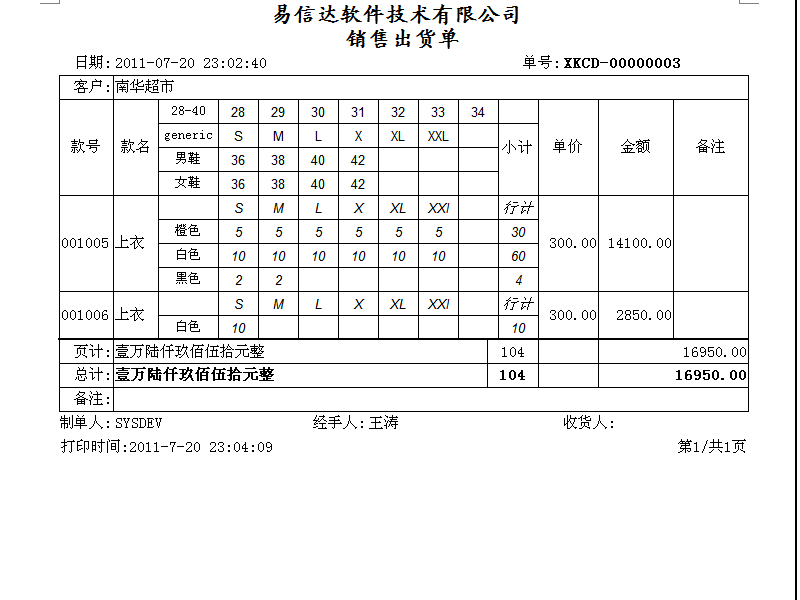 易信达软件技术有限公司
销售出货单
日期: 2011-07-20 23:02:40 单号: XKCD-00000003
客户: 南华超市
款号 款名 28-40 28 29 30 31 32 33 34 小计 单价 金额 备注
generic S M L X XL XXL
男鞋 36 38 40 42
女鞋 36 38 40 42
S M L X XL XXl 行计
001005 上衣 橙色 5 5 5 5 5 5 30 300.00 14100.00
白色 10 10 10 10 10 10 60
黑色 2 2 4
001006 上衣 S M L X XL XXl 行计 300.00 2850.00
白色 10 10
页计: 壹万陆仟玖佰伍拾元整 104 16950.00
总计: 壹万陆仟玖佰伍拾元整 104 16950.00
备注:
制单人: SYSDEV 经手人: 王涛 收货人:
打印时间:2011-7-20 23:04:09 第1/共1页